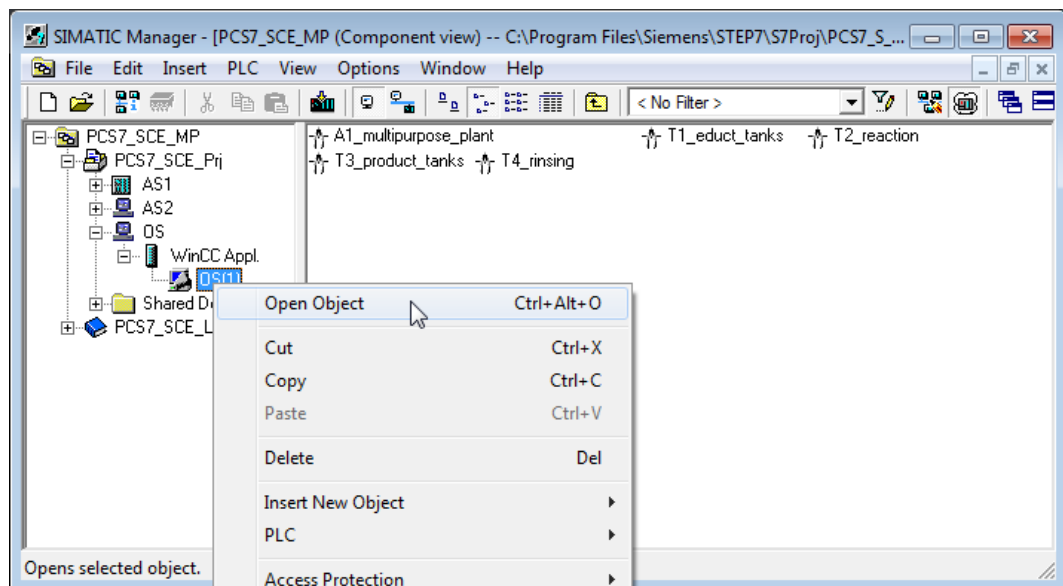 SIMATIC Manager - [PCS7_SCE_MP (Component view) -- C:\Program Files\Siemens\STEP7\S7Proj\PCS7_S_...
File Edit Insert PLC View Options Window Help
< No Filter >
PCS7_SCE_MP
PCS7_SCE_Prj
AS1
AS2
OS
WinCC Appl.
OS(1)
Shared D
PCS7_SCE_L
A1_multipurpose_plant T1_educt_tanks T2_reaction
T3_product_tanks T4_rinsing
Open Object Ctrl+Alt+O
Cut Ctrl+X
Copy Ctrl+C
Paste Ctrl+V
Delete Del
Insert New Object
PLC
Access Protection
Opens selected object.